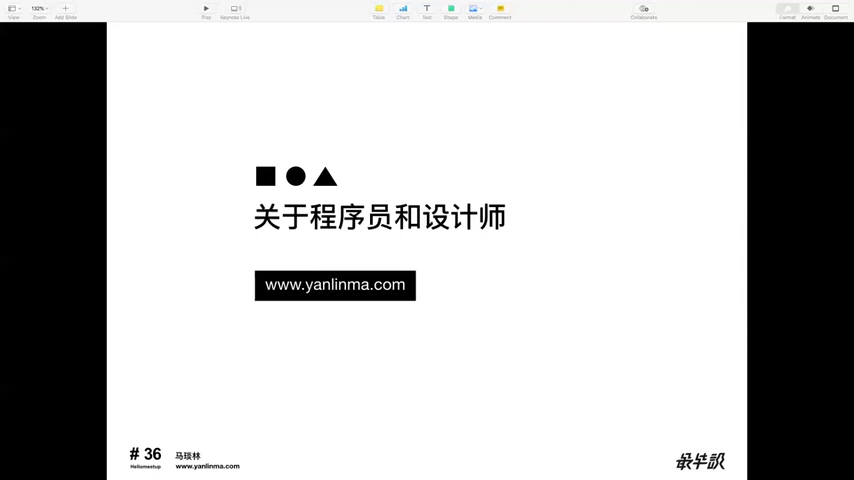 132%
View
Zoom
Add Slide
Play
Keynote Live
Table
Chart
Text
Shape
Media
Comment
Collaborate
Format
Animate
Document
关于程序员和设计师
www.yanlinma.com
# 36
Hellomeetup
马琰林
www.yanlinma.com